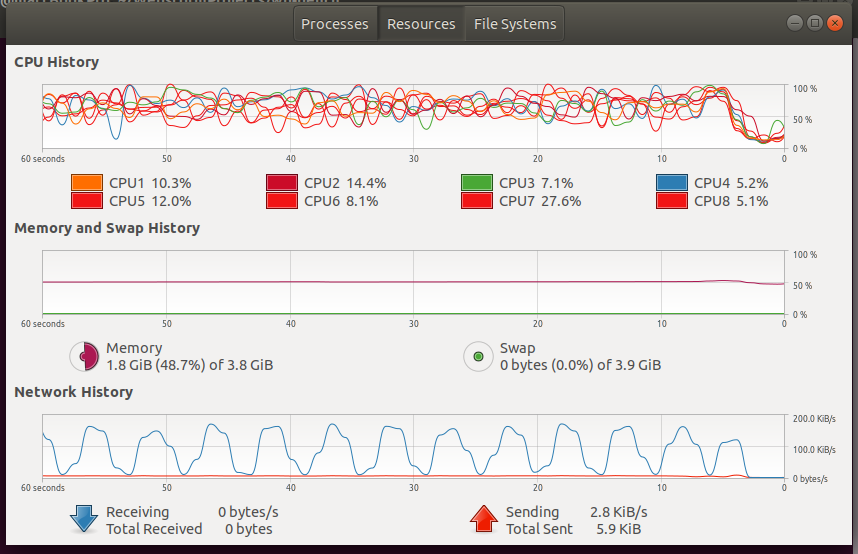 Processes Resources File Systems
CPU History
100 %
50 %
0 %
60 seconds 50 40 30 20 10 0
CPU1 10.3% CPU2 14.4% CPU3 7.1% CPU4 5.2%
CPU5 12.0% CPU6 8.1% CPU7 27.6% CPU8 5.1%
Memory and Swap History
100 %
50 %
0 %
60 seconds 50 40 30 20 10 0
Memory Swap
1.8 GiB (48.7%) of 3.8 GiB 0 bytes (0.0%) of 3.9 GiB
Network History
200.0 KiB/s
100.0 KiB/s
0 bytes/s
60 seconds 50 40 30 20 10 0
Receiving 0 bytes/s Sending 2.8 KiB/s
Total Received 0 bytes Total Sent 5.9 KiB